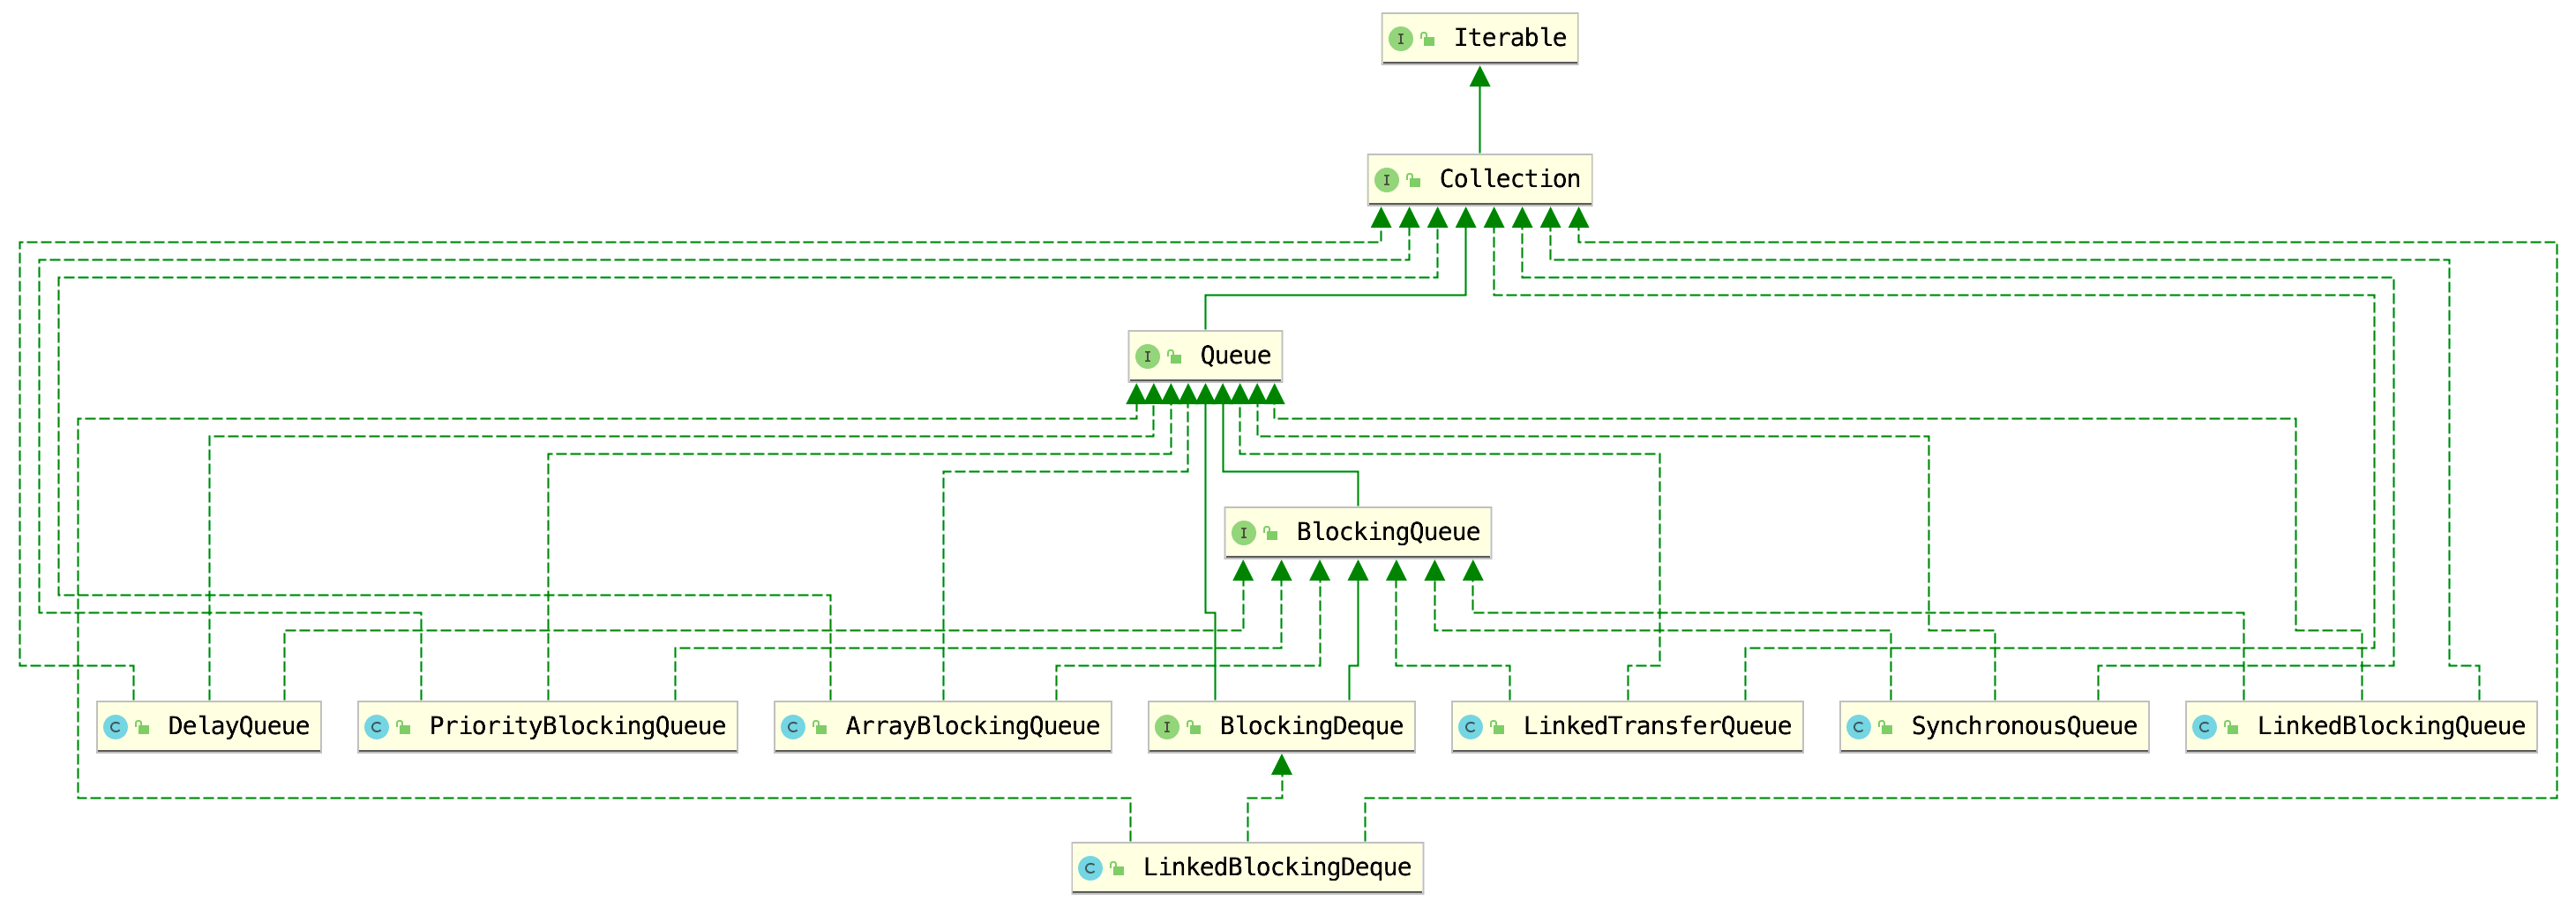 I Iterable
I Collection
I Queue
I BlockingQueue
C DelayQueue
C PriorityBlockingQueue
C ArrayBlockingQueue
I BlockingDeque
C LinkedTransferQueue
C SynchronousQueue
C LinkedBlockingQueue
C LinkedBlockingDeque